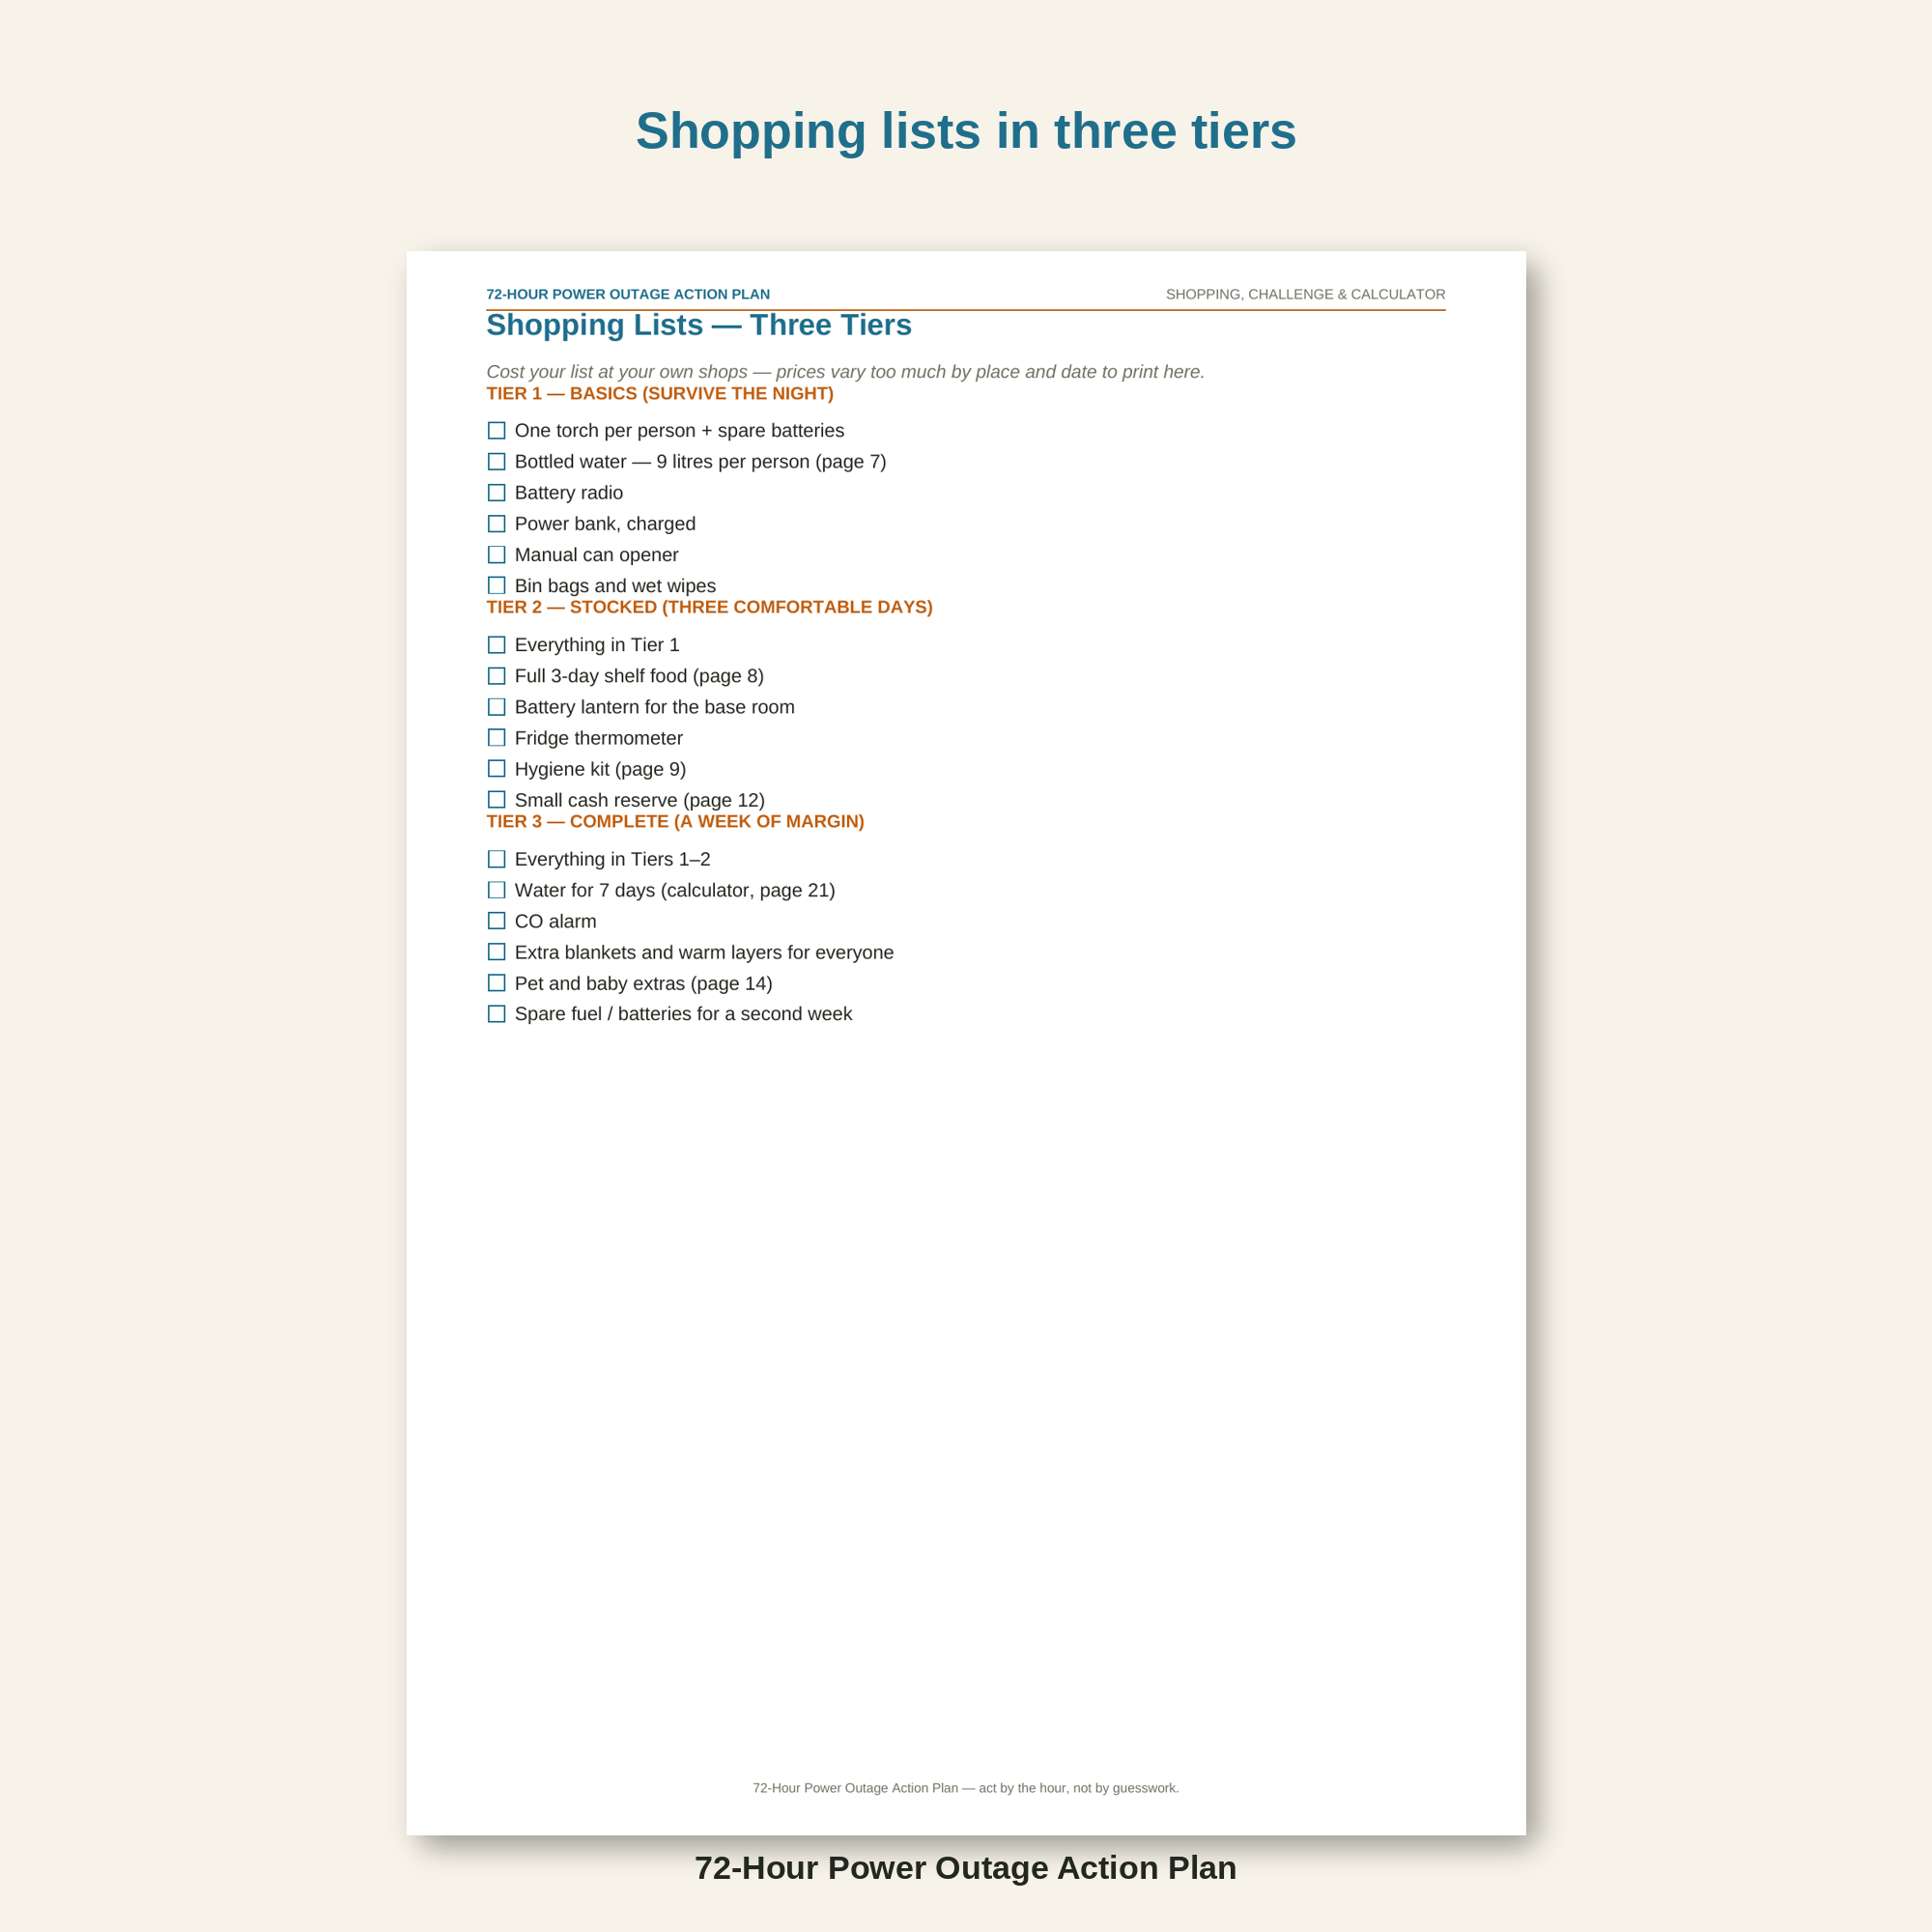 Shopping lists in three tiers
72-HOUR POWER OUTAGE ACTION PLAN
SHOPPING, CHALLENGE & CALCULATOR
Shopping Lists — Three Tiers
Cost your list at your own shops — prices vary too much by place and date to print here.
TIER 1 — BASICS (SURVIVE THE NIGHT)
One torch per person + spare batteries
Bottled water — 9 litres per person (page 7)
Battery radio
Power bank, charged
Manual can opener
Bin bags and wet wipes
TIER 2 — STOCKED (THREE COMFORTABLE DAYS)
Everything in Tier 1
Full 3-day shelf food (page 8)
Battery lantern for the base room
Fridge thermometer
Hygiene kit (page 9)
Small cash reserve (page 12)
TIER 3 — COMPLETE (A WEEK OF MARGIN)
Everything in Tiers 1–2
Water for 7 days (calculator, page 21)
CO alarm
Extra blankets and warm layers for everyone
Pet and baby extras (page 14)
Spare fuel / batteries for a second week
72-Hour Power Outage Action Plan — act by the hour, not by guesswork.
72-Hour Power Outage Action Plan